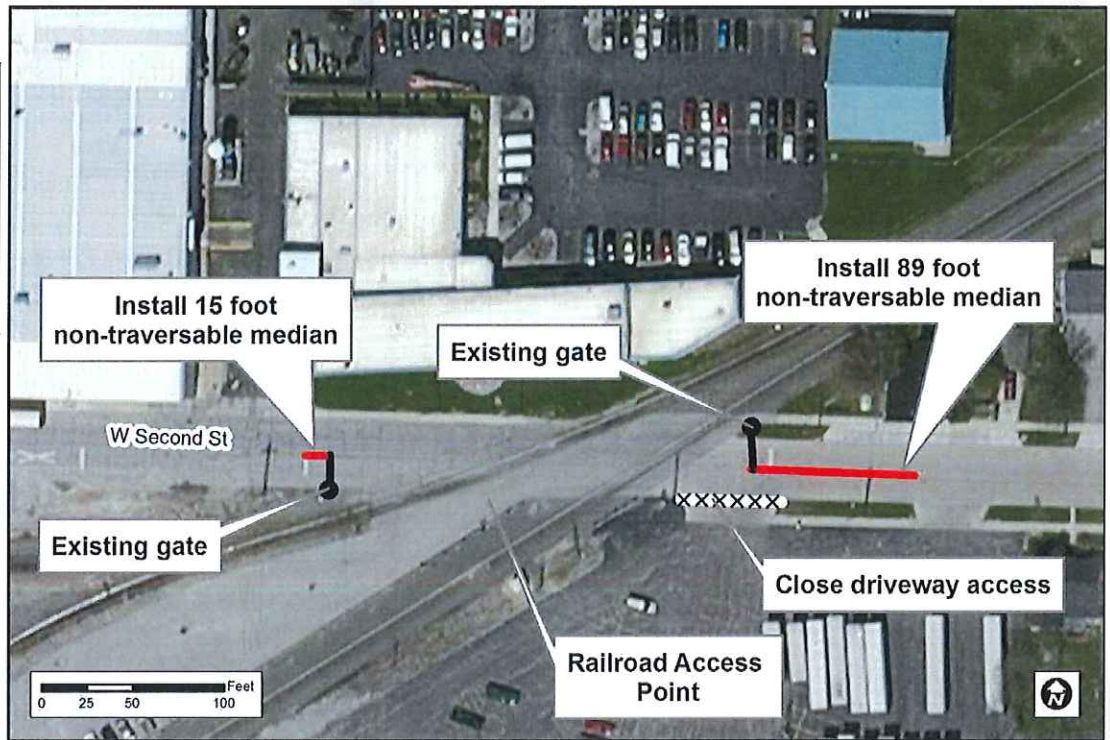 Install 15 foot
non-traversable median
Install 89 foot
non-traversable median
Existing gate
W Second St
Existing gate
Close driveway access
Railroad Access
Point
Feet
0 25 50 100
N